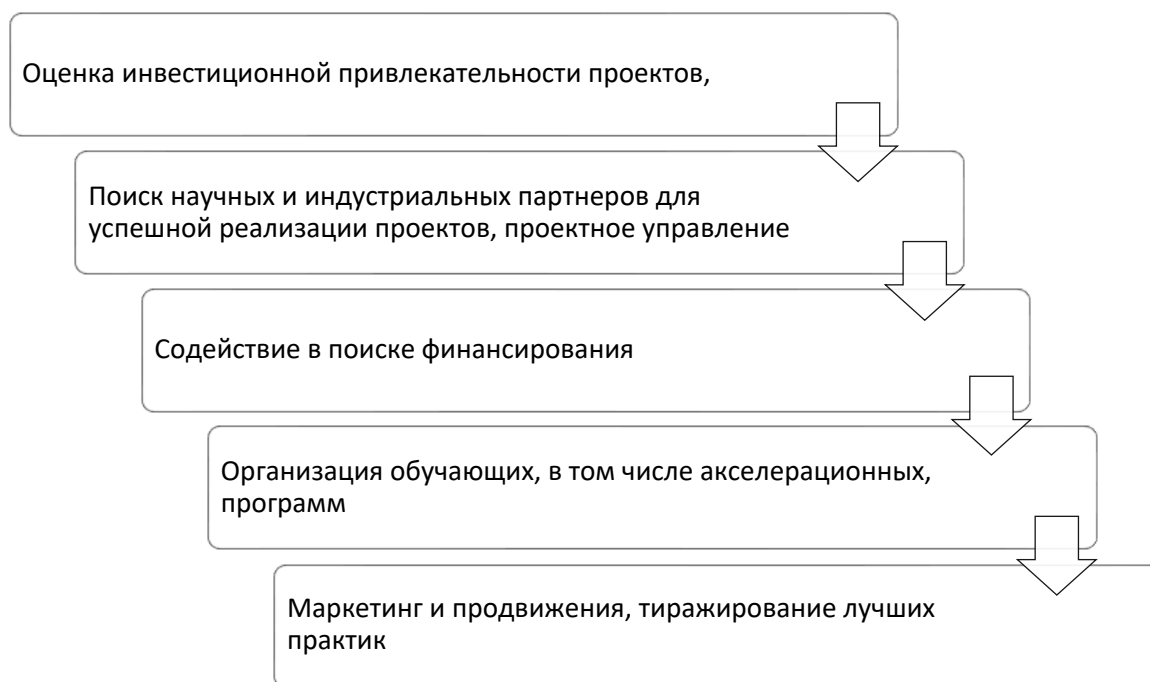 Оценка инвестиционной привлекательности проектов,
Поиск научных и индустриальных партнеров для
успешной реализации проектов, проектное управление
Содействие в поиске финансирования
Организация обучающих, в том числе акселерационных,
программ
Маркетинг и продвижения, тиражирование лучших
практик